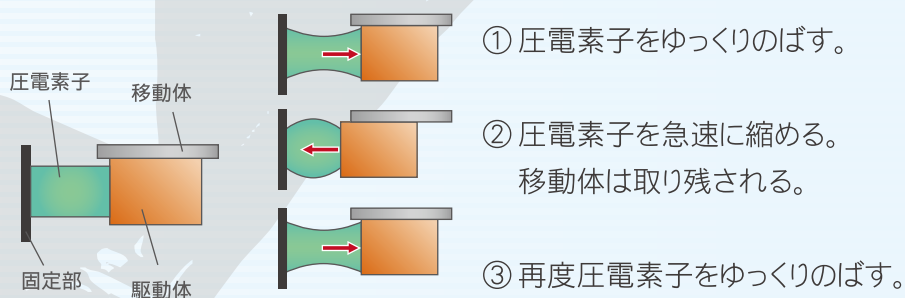 圧電素子
移動体
固定部
駆動体
① 圧電素子をゆっくりのばす。
② 圧電素子を急速に縮める。
移動体は取り残される。
③ 再度圧電素子をゆっくりのばす。